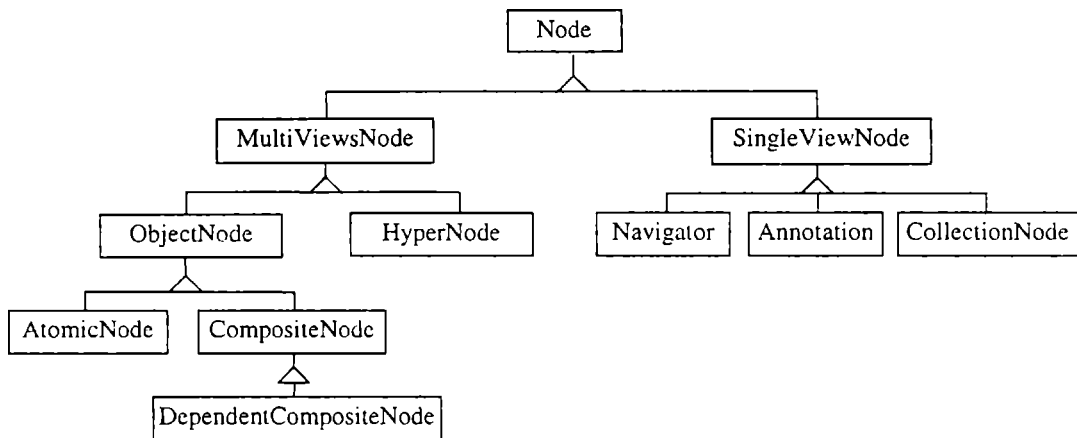 Node
MultiViewsNode
SingleViewNode
ObjectNode
HyperNode
Navigator
Annotation
CollectionNode
AtomicNode
CompositeNode
DependentCompositeNode